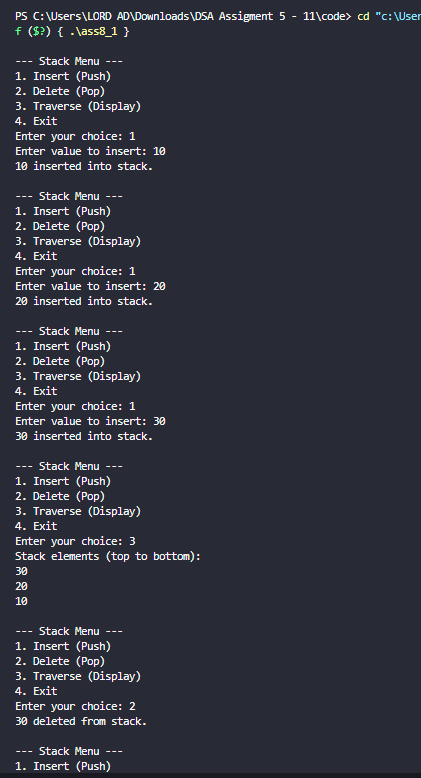 PS C:\Users\LORD AD\Downloads\DSA Assigment 5 - 11\code> cd "c:\User
f ($?) { .\ass8_1 }
--- Stack Menu ---
1. Insert (Push)
2. Delete (Pop)
3. Traverse (Display)
4. Exit
Enter your choice: 1
Enter value to insert: 10
10 inserted into stack.
--- Stack Menu ---
1. Insert (Push)
2. Delete (Pop)
3. Traverse (Display)
4. Exit
Enter your choice: 1
Enter value to insert: 20
20 inserted into stack.
--- Stack Menu ---
1. Insert (Push)
2. Delete (Pop)
3. Traverse (Display)
4. Exit
Enter your choice: 1
Enter value to insert: 30
30 inserted into stack.
--- Stack Menu ---
1. Insert (Push)
2. Delete (Pop)
3. Traverse (Display)
4. Exit
Enter your choice: 3
Stack elements (top to bottom):
30
20
10
--- Stack Menu ---
1. Insert (Push)
2. Delete (Pop)
3. Traverse (Display)
4. Exit
Enter your choice: 2
30 deleted from stack.
--- Stack Menu ---
1. Insert (Push)